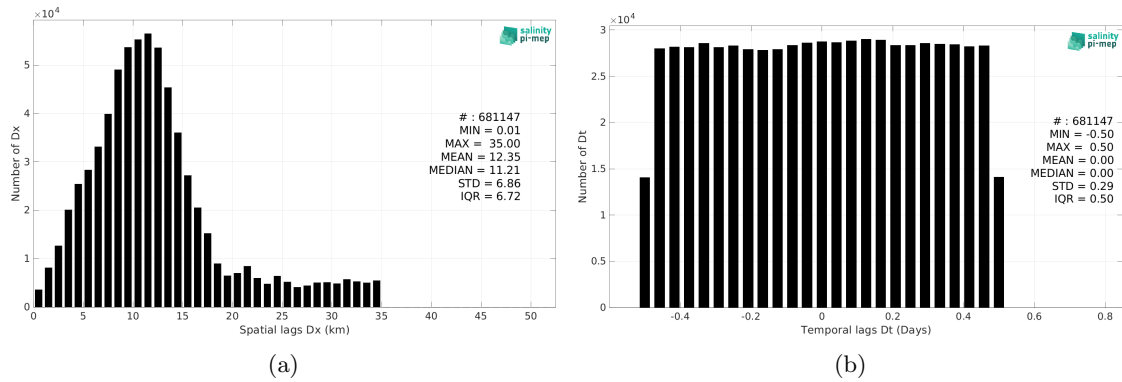 ×10⁴
salinity
pi-mep
5
4
3
2
1
0
Number of Dx
# : 681147
MIN = 0.01
MAX = 35.00
MEAN = 12.35
MEDIAN = 11.21
STD = 6.86
IQR = 6.72
0 5 10 15 20 25 30 35 40 45 50
Spatial lags Dx (km)
(a)
×10⁴
salinity
pi-mep
3
2.5
2
1.5
1
0.5
0
Number of Dt
# : 681147
MIN = -0.50
MAX = 0.50
MEAN = 0.00
MEDIAN = 0.00
STD = 0.29
IQR = 0.50
-0.4 -0.2 0 0.2 0.4 0.6 0.8
Temporal lags Dt (Days)
(b)